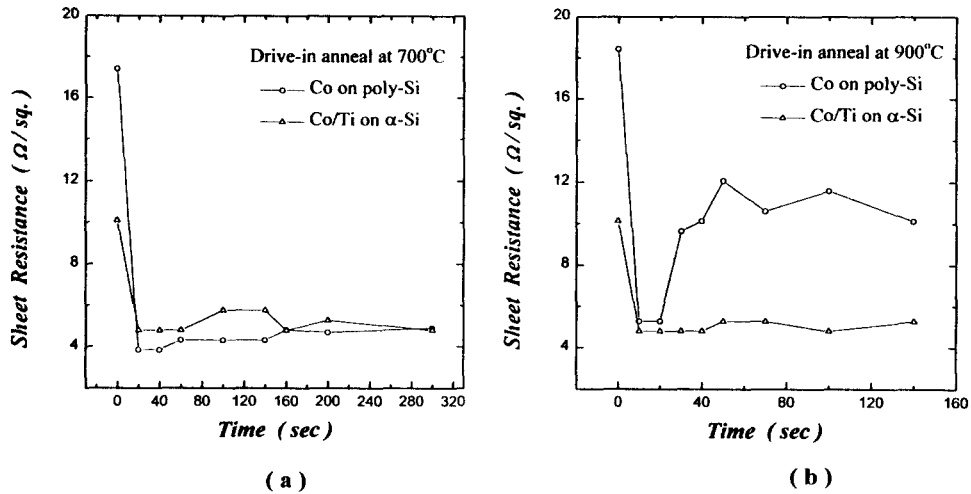 20
16
12
8
4
Sheet Resistance ( Ω / sq. )
Drive-in anneal at 700°C
Co on poly-Si
Co/Ti on α-Si
0 40 80 120 160 200 240 280 320
Time ( sec )
( a )
20
16
12
8
4
Sheet Resistance ( Ω / sq. )
Drive-in anneal at 900°C
Co on poly-Si
Co/Ti on α-Si
0 40 80 120 160
Time ( sec )
( b )